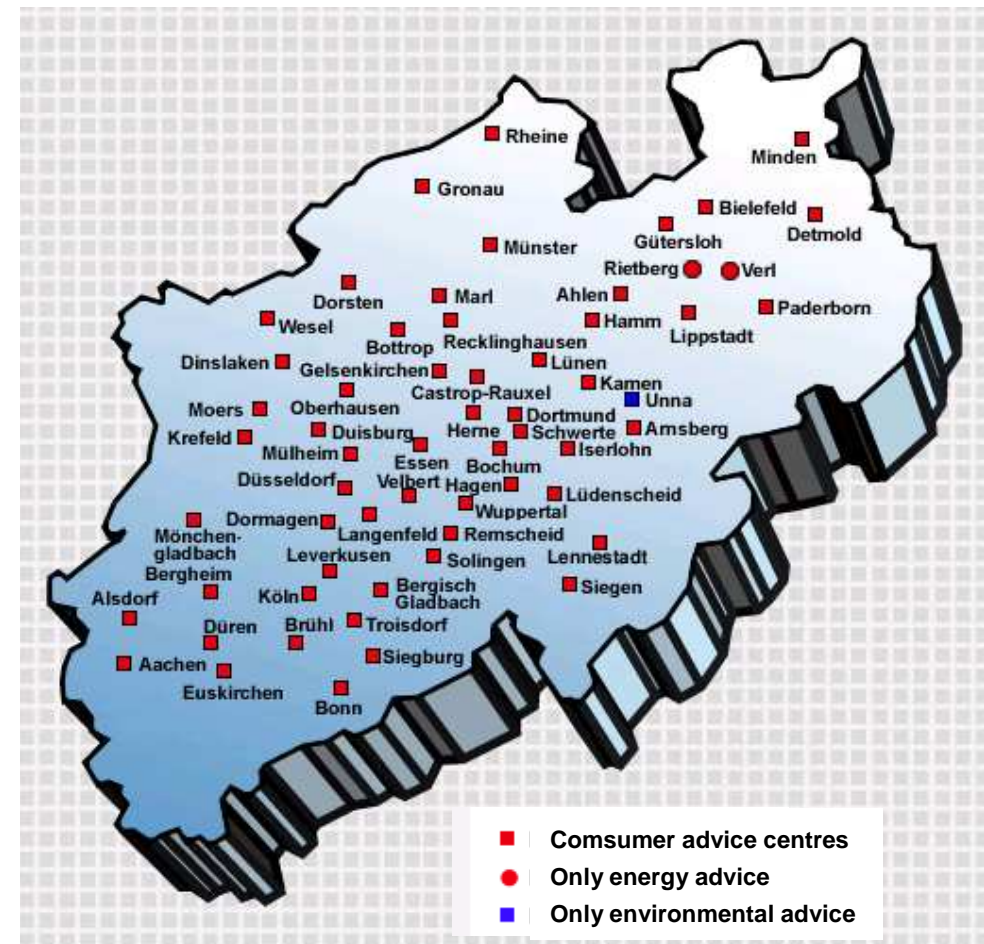 Rheine
Minden
Gronau
Bielefeld
Detmold
Gütersloh
Münster
Rietberg
Verl
Dorsten
Marl
Ahlen
Paderborn
Wesel
Hamm
Lippstadt
Bottrop
Recklinghausen
Dinslaken
Gelsenkirchen
Lünen
Castrop-Rauxel
Kamen
Moers
Oberhausen
Unna
Krefeld
Duisburg
Herne
Dortmund
Schwerte
Arnsberg
Mülheim
Essen
Bochum
Iserlohn
Düsseldorf
Velbert
Hagen
Lüdenscheid
Wuppertal
Dormagen
Langenfeld
Remscheid
Mönchen-
gladbach
Leverkusen
Solingen
Lennestadt
Bergheim
Köln
Bergisch
Gladbach
Siegen
Alsdorf
Düren
Brühl
Troisdorf
Aachen
Siegburg
Euskirchen
Bonn
Comsumer advice centres
Only energy advice
Only environmental advice